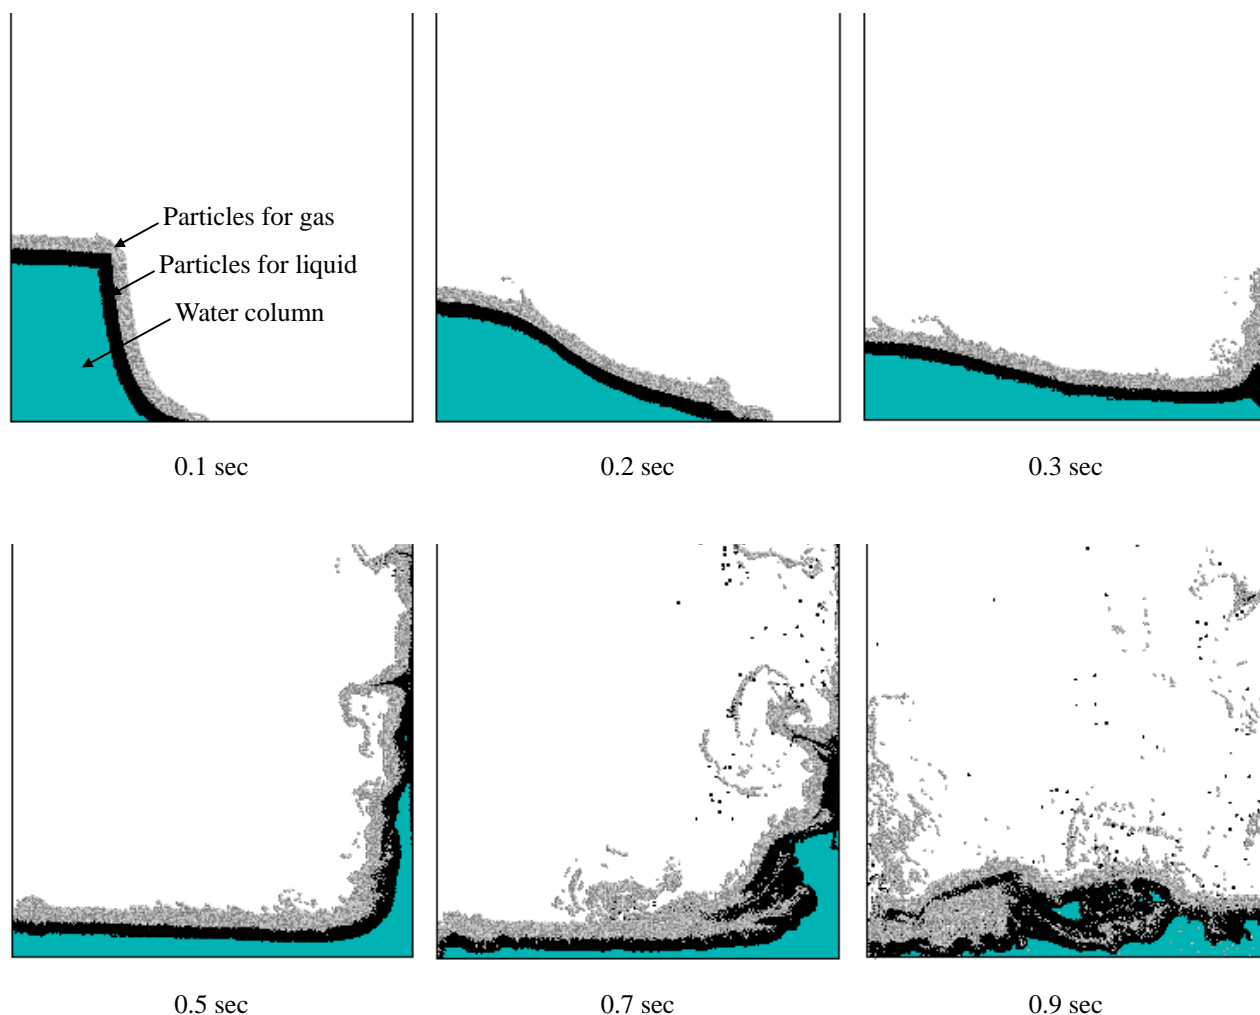 Particles for gas
Particles for liquid
Water column
0.1 sec
0.2 sec
0.3 sec
0.5 sec
0.7 sec
0.9 sec